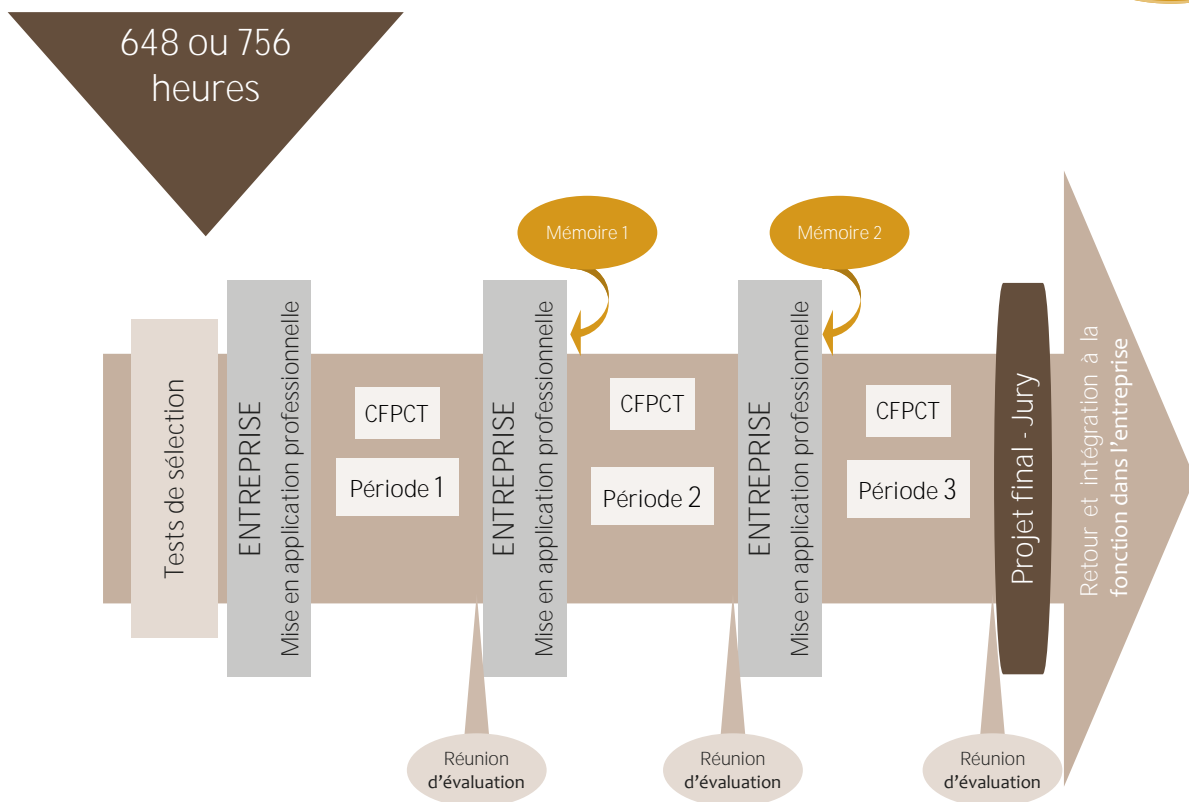 648 ou 756
heures
Mémoire 1
Mémoire 2
Tests de sélection
ENTREPRISE
Mise en application professionnelle
CFPCT
Période 1
ENTREPRISE
Mise en application professionnelle
CFPCT
Période 2
ENTREPRISE
Mise en application professionnelle
CFPCT
Période 3
Projet final - Jury
Retour et intégration à la
fonction dans l'entreprise
Réunion
d'évaluation
Réunion
d'évaluation
Réunion
d'évaluation